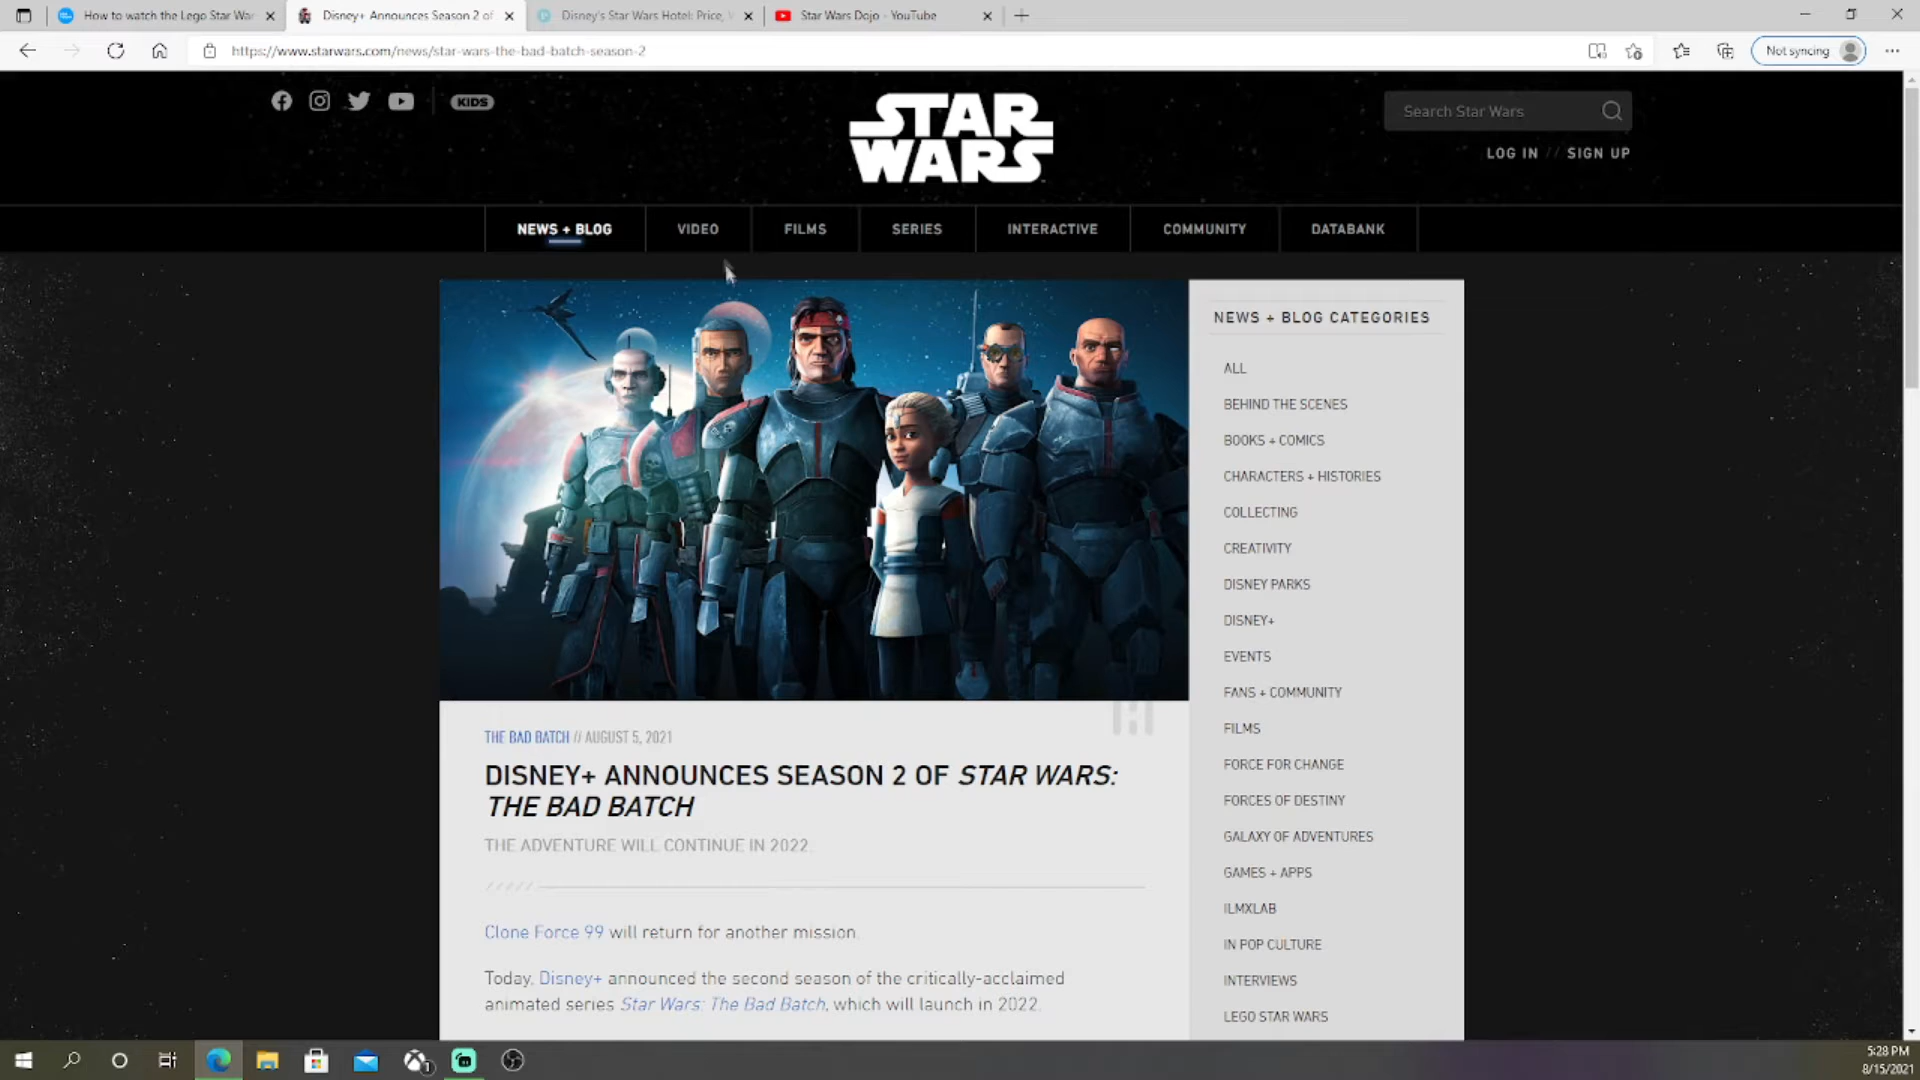 How to watch the Lego Star War
Disney+ Announces Season 2 of
Disney's Star Wars Hotel: Price,
Star Wars Dojo - YouTube
https://www.starwars.com/news/star-wars-the-bad-batch-season-2
Not syncing
KIDS
STAR
WARS
Search Star Wars
LOG IN // SIGN UP
NEWS + BLOG
VIDEO
FILMS
SERIES
INTERACTIVE
COMMUNITY
DATABANK
THE BAD BATCH // AUGUST 5, 2021
DISNEY+ ANNOUNCES SEASON 2 OF STAR WARS:
THE BAD BATCH
THE ADVENTURE WILL CONTINUE IN 2022.
Clone Force 99 will return for another mission.
Today, Disney+ announced the second season of the critically-acclaimed
animated series Star Wars: The Bad Batch, which will launch in 2022.
NEWS + BLOG CATEGORIES
ALL
BEHIND THE SCENES
BOOKS + COMICS
CHARACTERS + HISTORIES
COLLECTING
CREATIVITY
DISNEY PARKS
DISNEY+
EVENTS
FANS + COMMUNITY
FILMS
FORCE FOR CHANGE
FORCES OF DESTINY
GALAXY OF ADVENTURES
GAMES + APPS
ILMXLAB
IN POP CULTURE
INTERVIEWS
LEGO STAR WARS
1
5:28 PM
8/15/2021